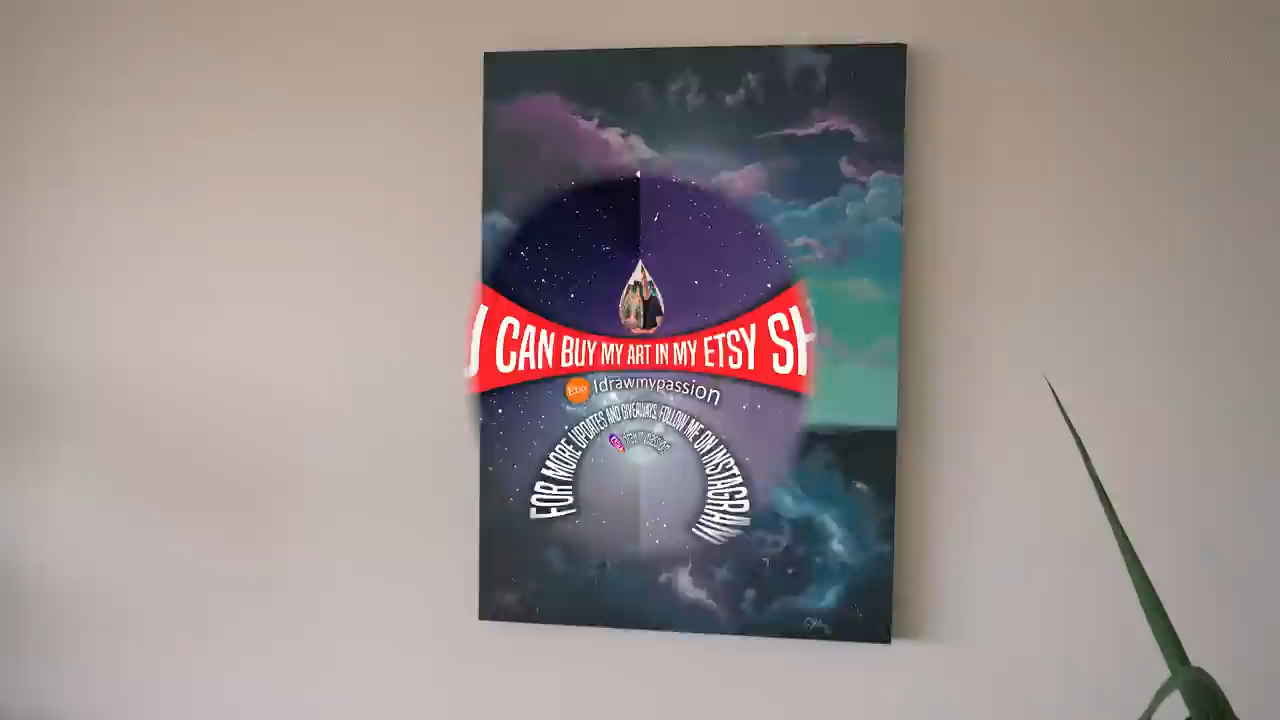 CAN BUY MY ART IN MY ETSY SH
Etsy Idrawmypassion
FOR MORE UPDATES AND GIVEAWAYS, FOLLOW ME ON INSTAGRAM